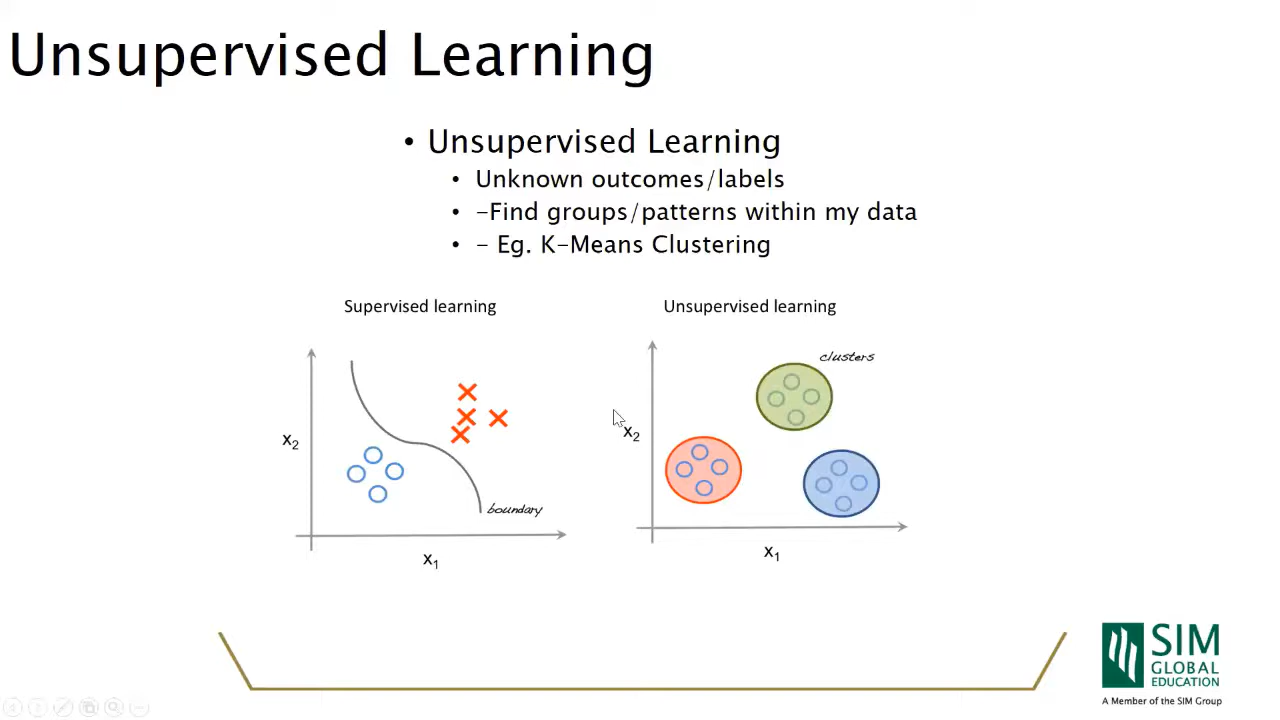 Unsupervised Learning
• Unsupervised Learning
• Unknown outcomes/labels
• -Find groups/patterns within my data
• - Eg. K-Means Clustering
Supervised learning
x2
boundary
x1
Unsupervised learning
clusters
x2
x1
SIM
GLOBAL
EDUCATION
A Member of the SIM Group